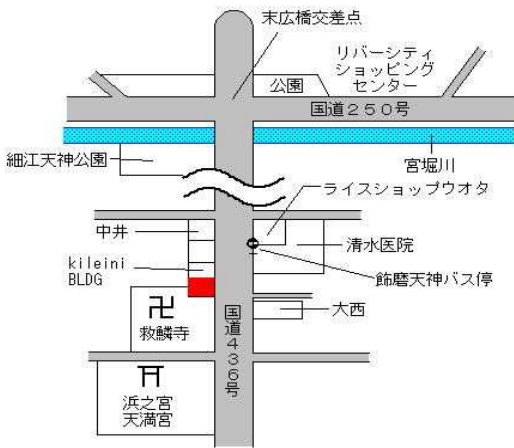 末広橋交差点
リバーシティ
ショッピング
センター
公園
国道250号
細江天神公園
宮堀川
ライスショップウオタ
中井
清水医院
kileini
BLDG
飾磨天神バス停
卍
救鱗寺
大西
国道436号
浜之宮
天満宮